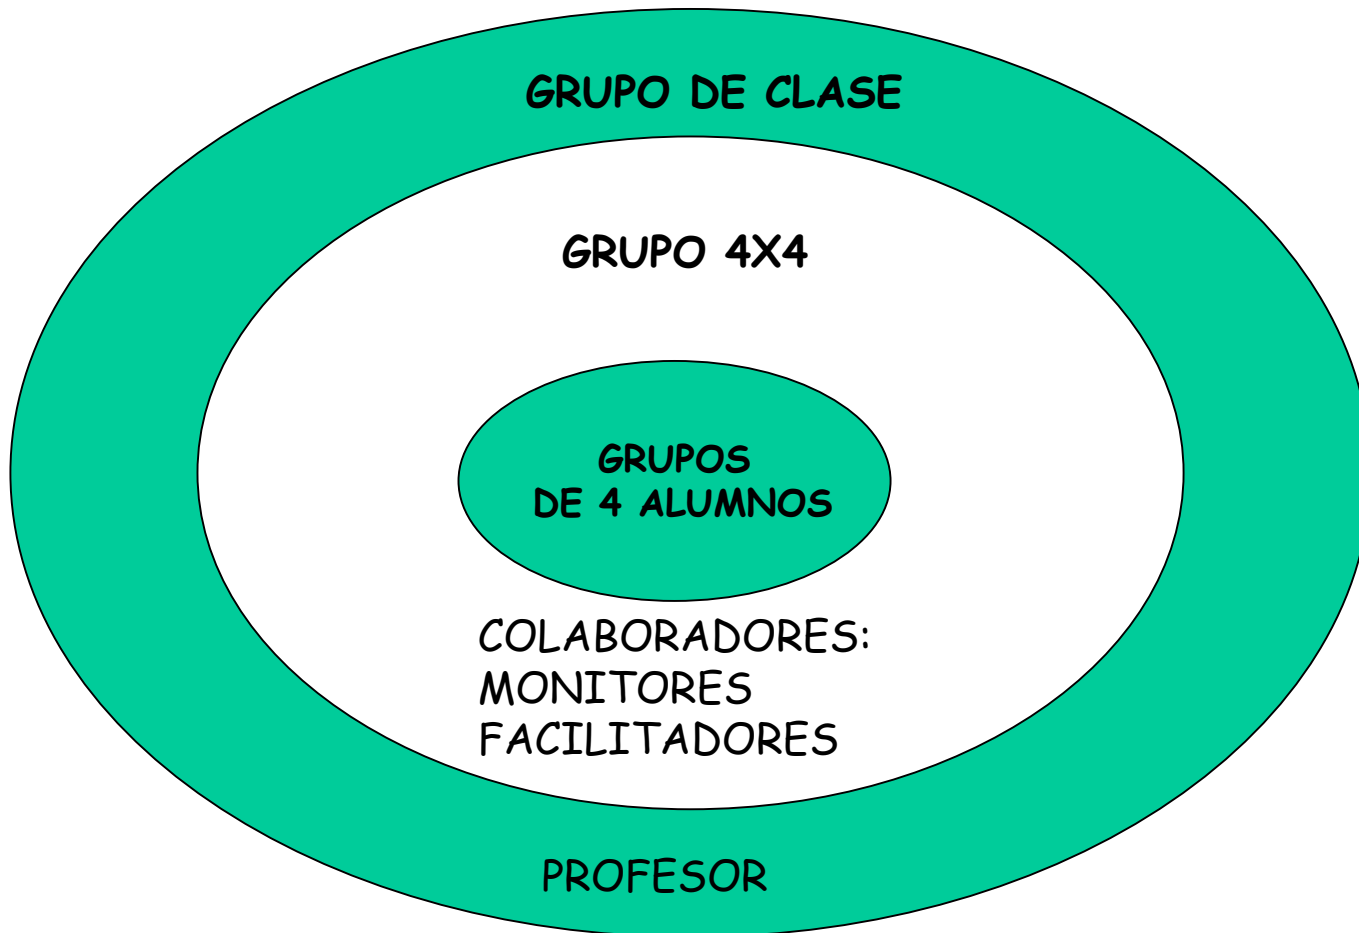 GRUPO DE CLASE
GRUPO 4X4
GRUPOS
DE 4 ALUMNOS
COLABORADORES:
MONITORES
FACILITADORES
PROFESOR